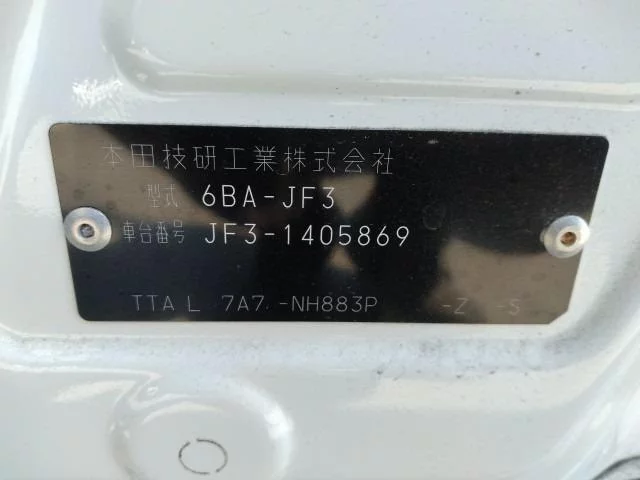 本田技研工業株式会社
型式 6BA-JF3
車台番号 JF3-1405869
TTA L 7A7 -NH883P -Z -S